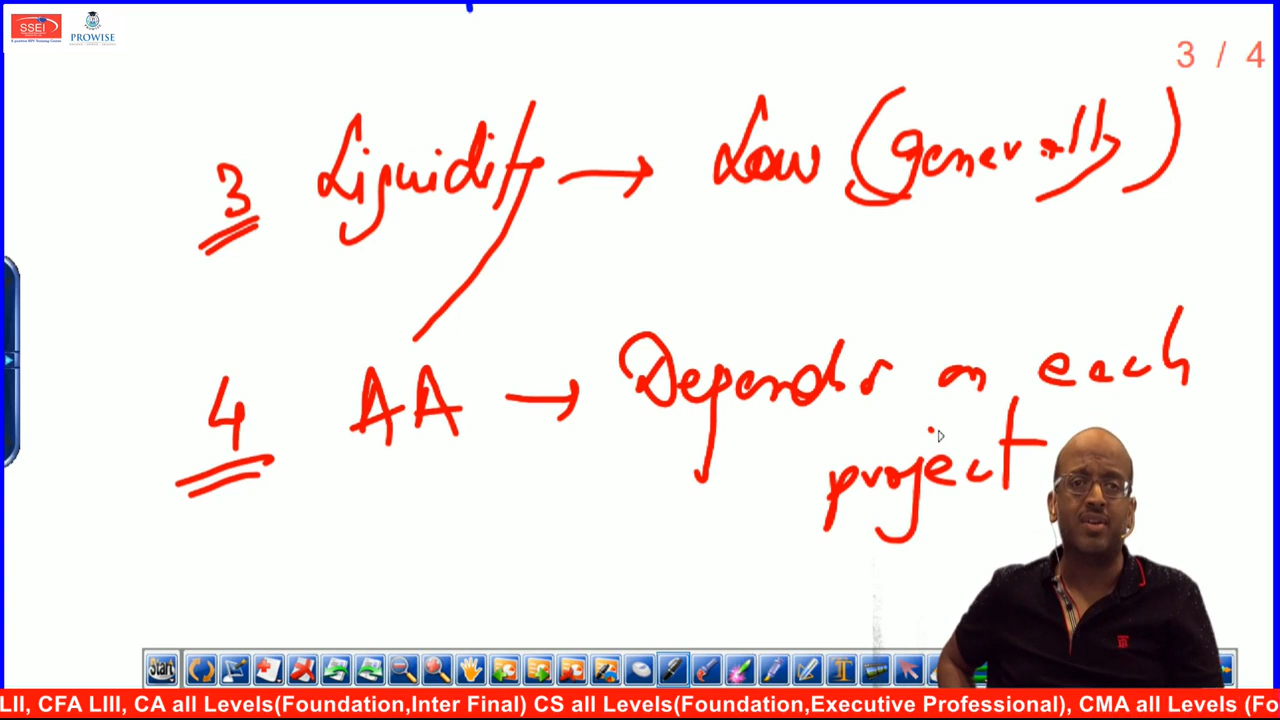 SSEI
PROWISE
3 / 4
3 Liquidity → Low (generally)
4 AA → Depends on each
project
Start
LII, CFA LIII, CA all Levels(Foundation,Inter Final) CS all Levels(Foundation,Executive Professional), CMA all Levels (Fo